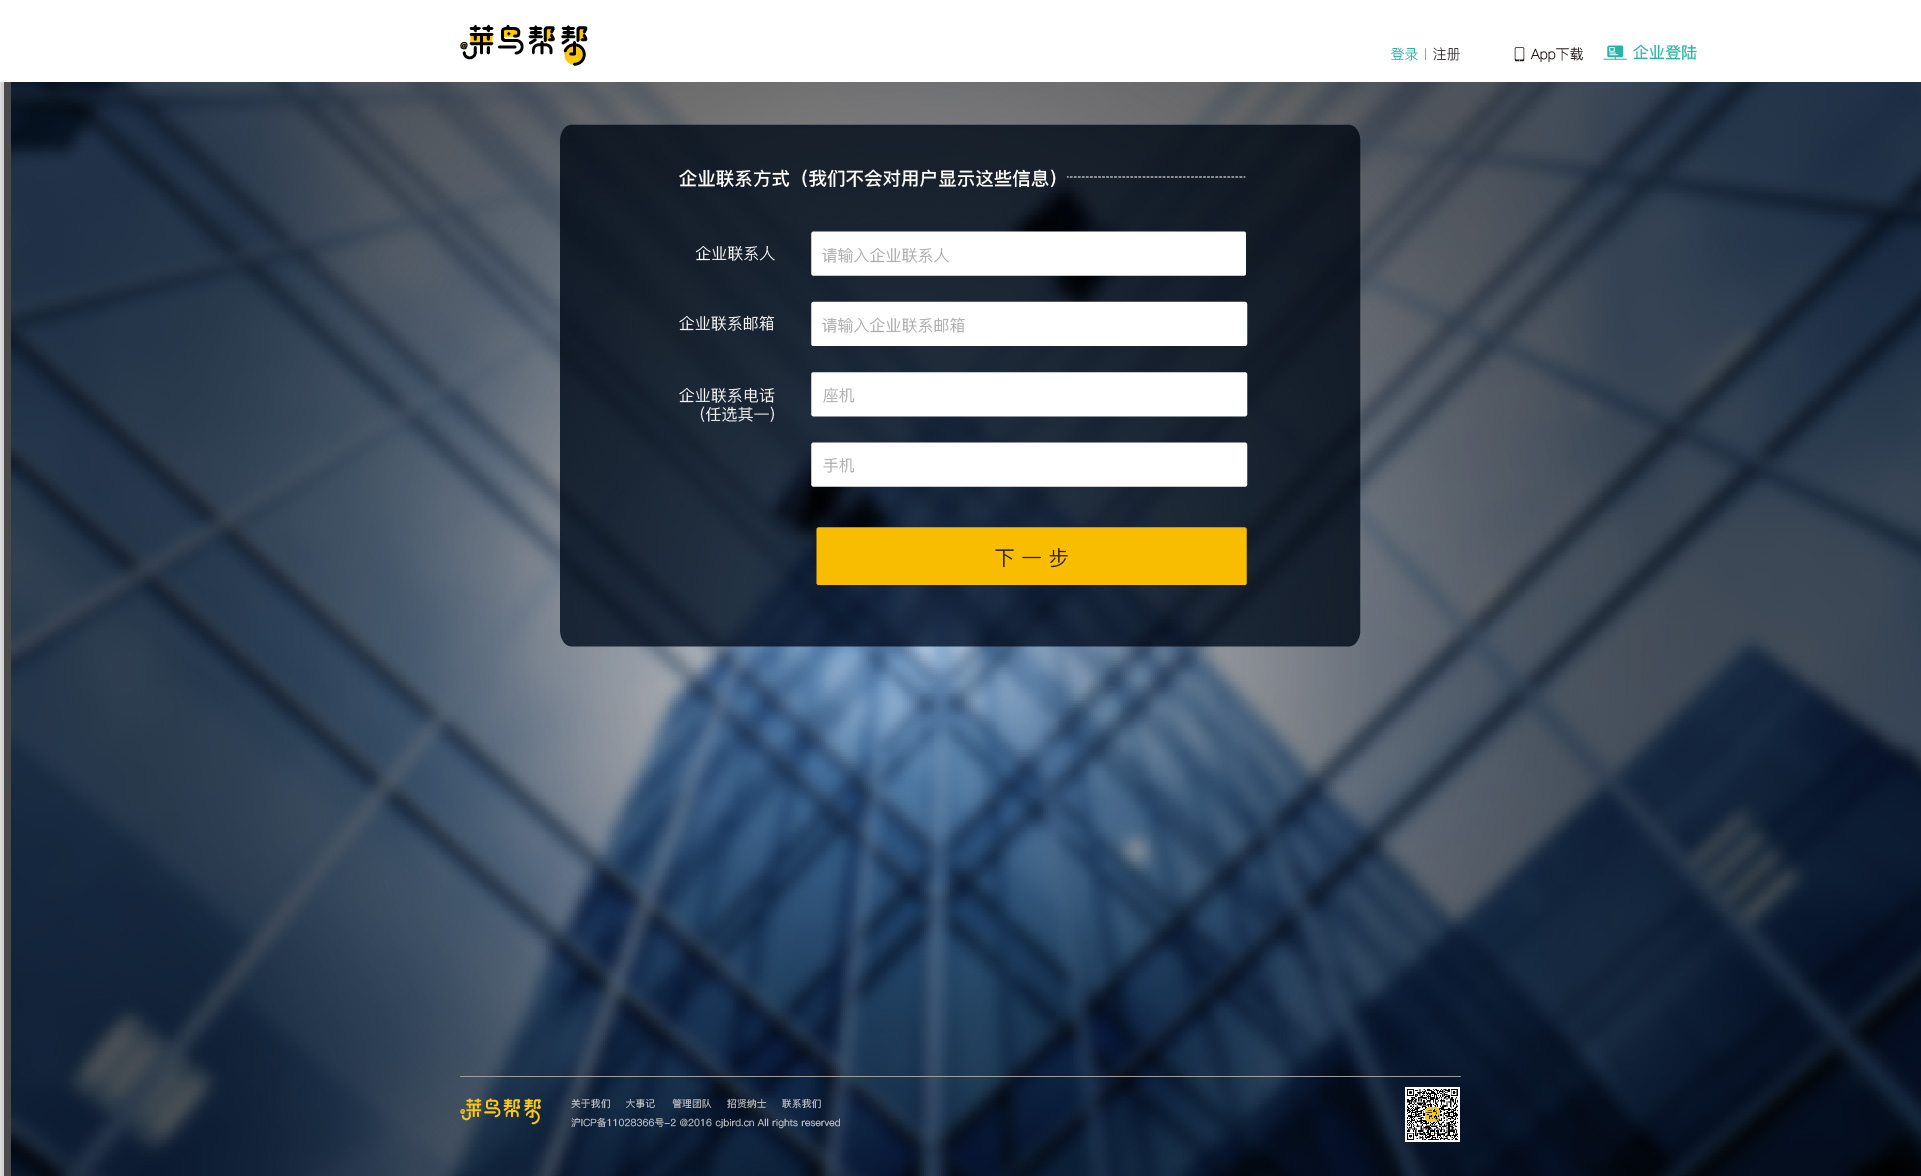 菜鸟帮帮
登录 | 注册
App下载
企业登陆
企业联系方式（我们不会对用户显示这些信息）
企业联系人
请输入企业联系人
企业联系邮箱
请输入企业联系邮箱
企业联系电话
（任选其一）
座机
手机
下一步
菜鸟帮帮
关于我们 大事记 管理团队 招贤纳士 联系我们
沪ICP备11028366号-2 @2016 cjbird.cn All rights reserved